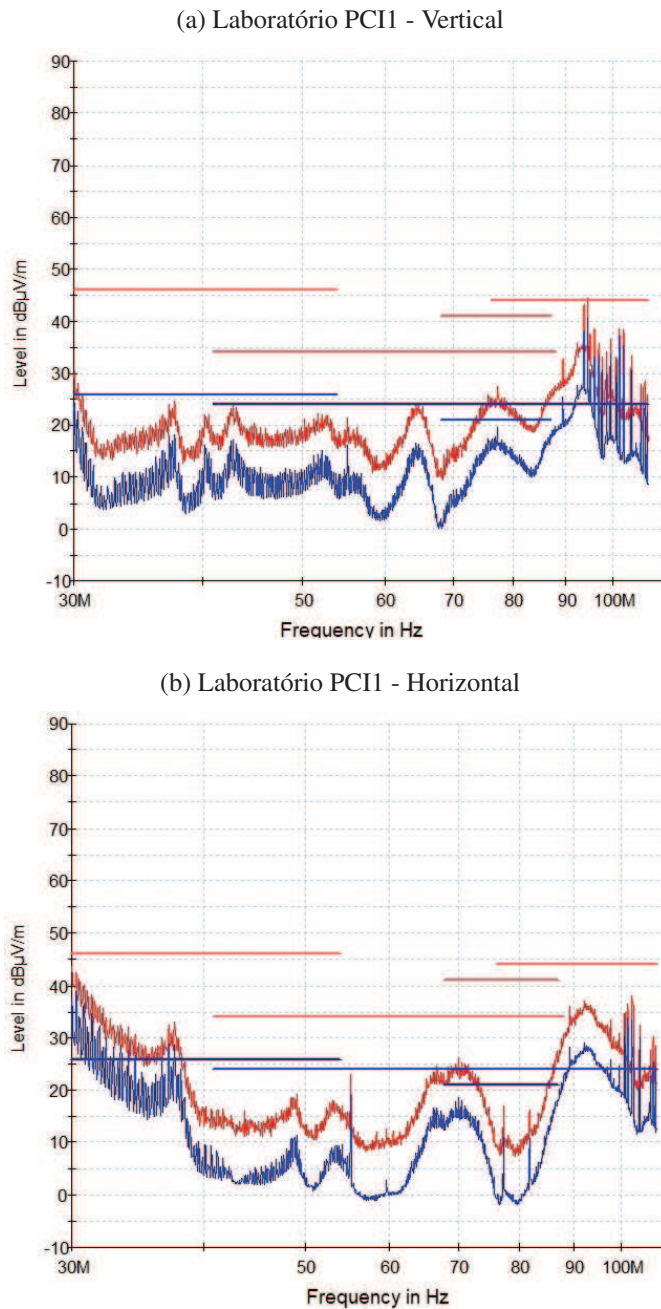 (a) Laboratório PCI1 - Vertical
90
80
70
60
50
40
30
20
10
0
-10
Level in dBµV/m
30M 50 60 70 80 90 100M
Frequency in Hz
(b) Laboratório PCI1 - Horizontal
90
80
70
60
50
40
30
20
10
0
-10
Level in dBµV/m
30M 50 60 70 80 90 100M
Frequency in Hz